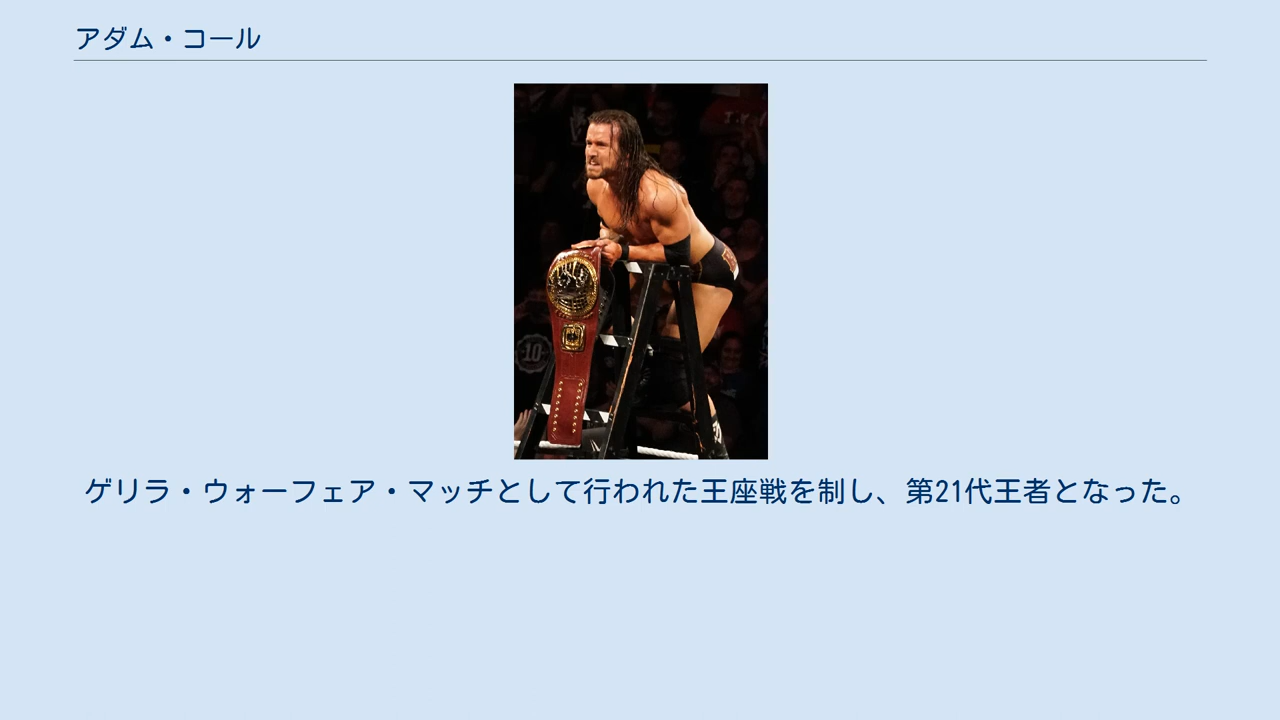 アダム・コール
10
ゲリラ・ウォーフェア・マッチとして行われた王座戦を制し、第21代王者となった。